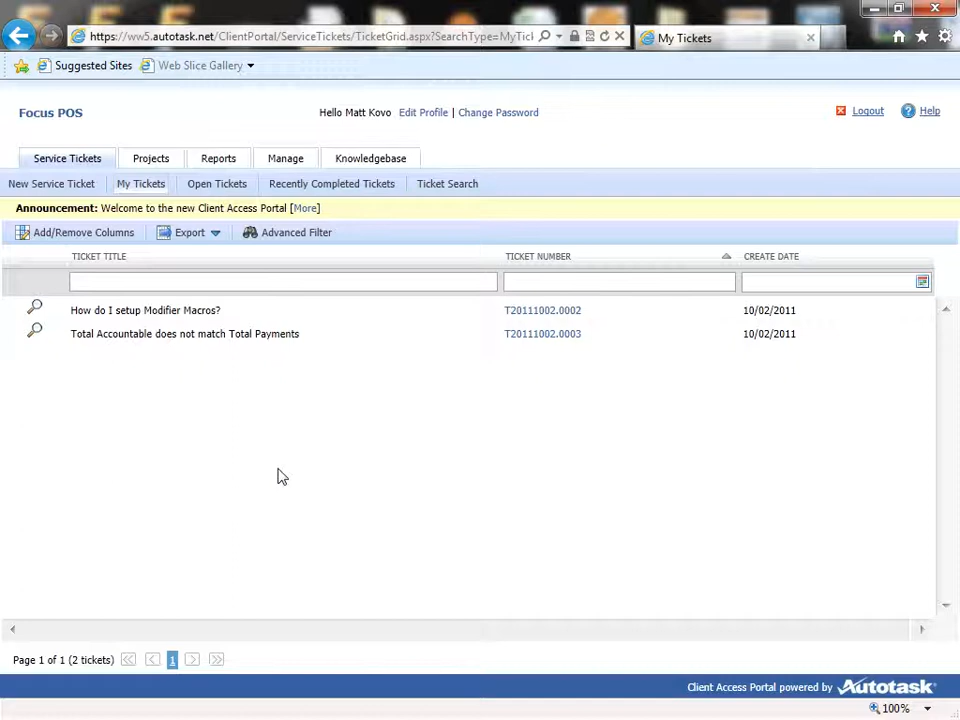 https://ww5.autotask.net/ClientPortal/ServiceTickets/TicketGrid.aspx?SearchType=MyTicl
My Tickets
Suggested Sites
Web Slice Gallery
Focus POS
Hello Matt Kovo Edit Profile | Change Password
Logout
Help
Service Tickets Projects Reports Manage Knowledgebase
New Service Ticket My Tickets Open Tickets Recently Completed Tickets Ticket Search
Announcement: Welcome to the new Client Access Portal [More]
Add/Remove Columns Export Advanced Filter
TICKET TITLE TICKET NUMBER CREATE DATE
How do I setup Modifier Macros? T20111002.0002 10/02/2011
Total Accountable does not match Total Payments T20111002.0003 10/02/2011
Page 1 of 1 (2 tickets) 1
Client Access Portal powered by Autotask
100%